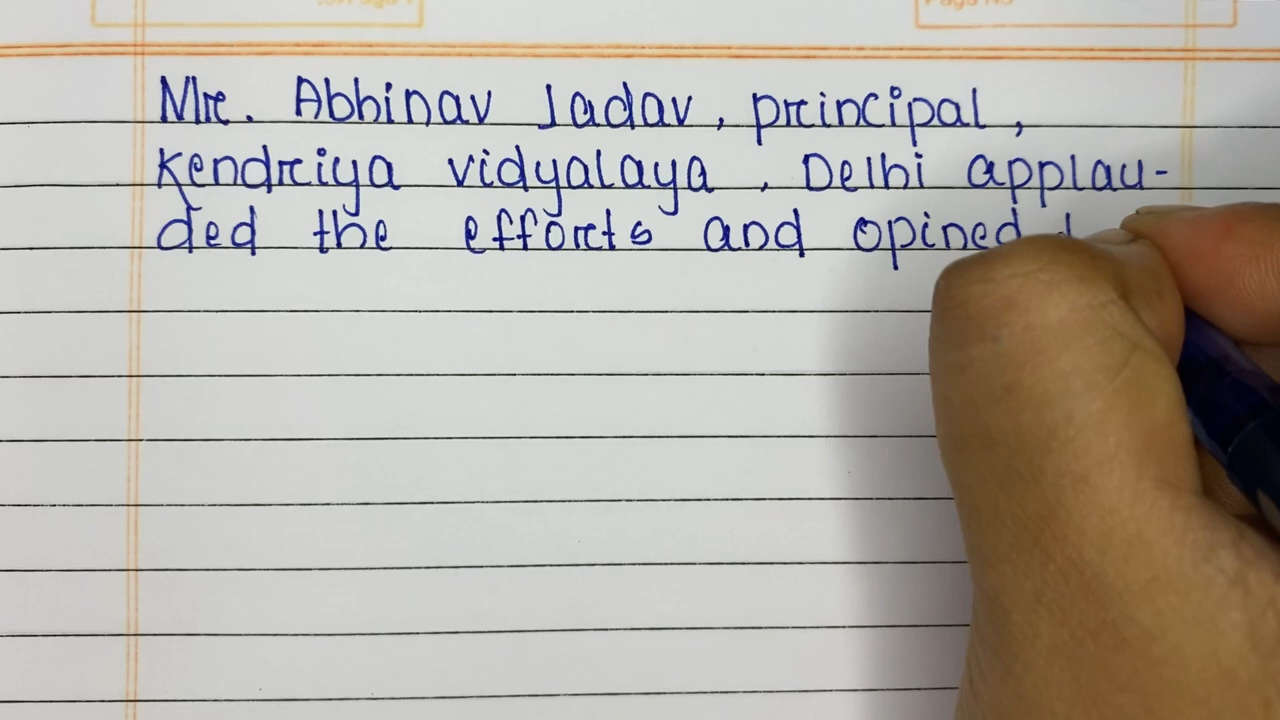 Mr. Abhinav Jadav, principal,
Kendriya vidyalaya, Delhi applau-
ded the efforts and opined